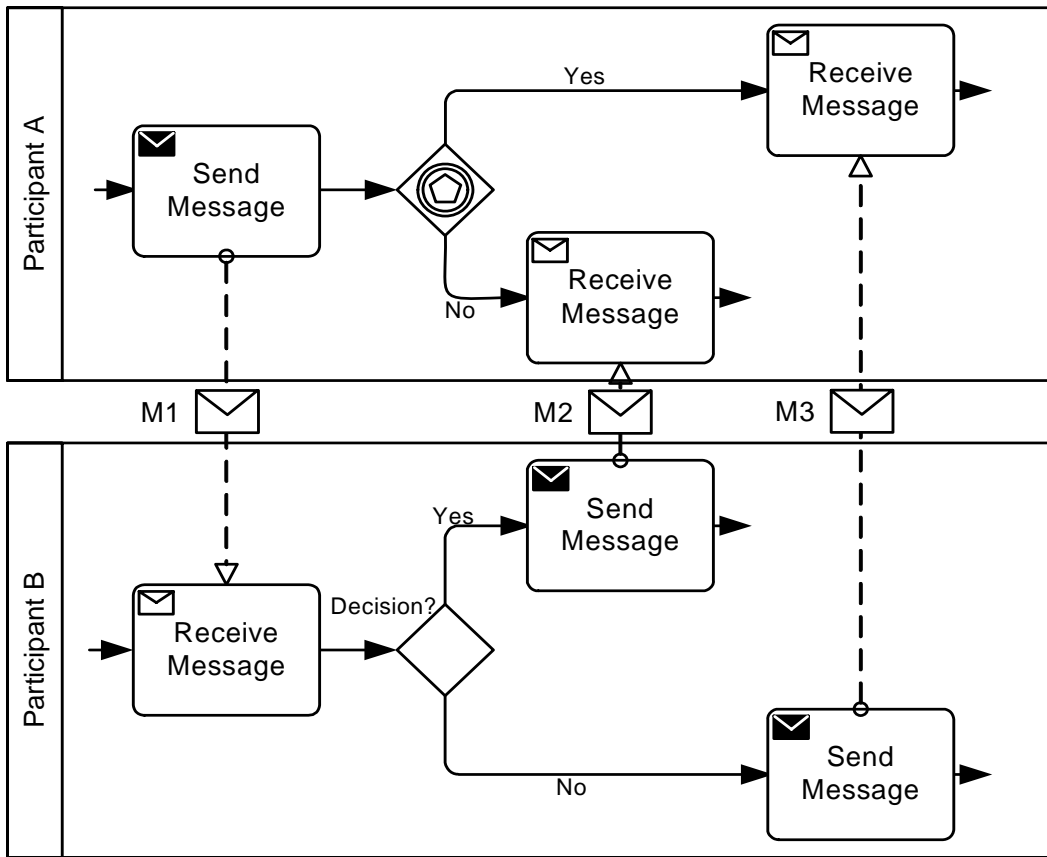 Participant A
Send
Message
Yes
No
Receive
Message
Receive
Message
M1
M2
M3
Participant B
Receive
Message
Decision?
Yes
No
Send
Message
Send
Message